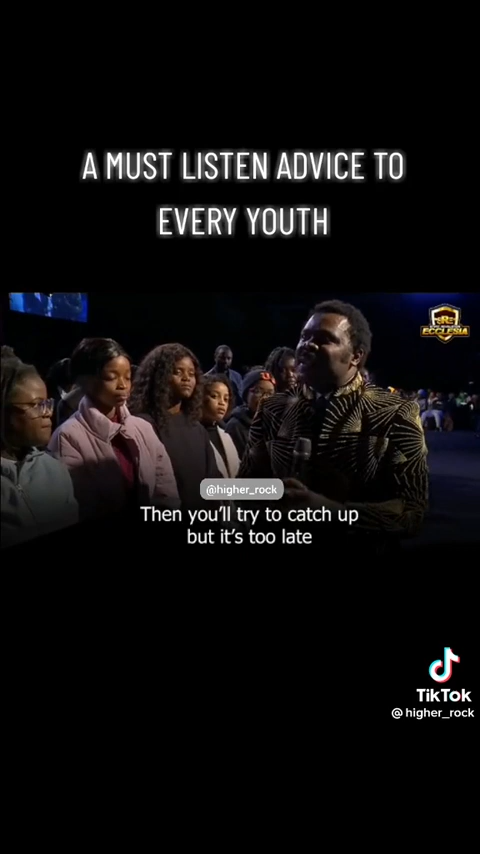 A MUST LISTEN ADVICE TO
EVERY YOUTH
ECCLESIA
@higher_rock
Then you'll try to catch up
but it's too late
TikTok
@higher_rock